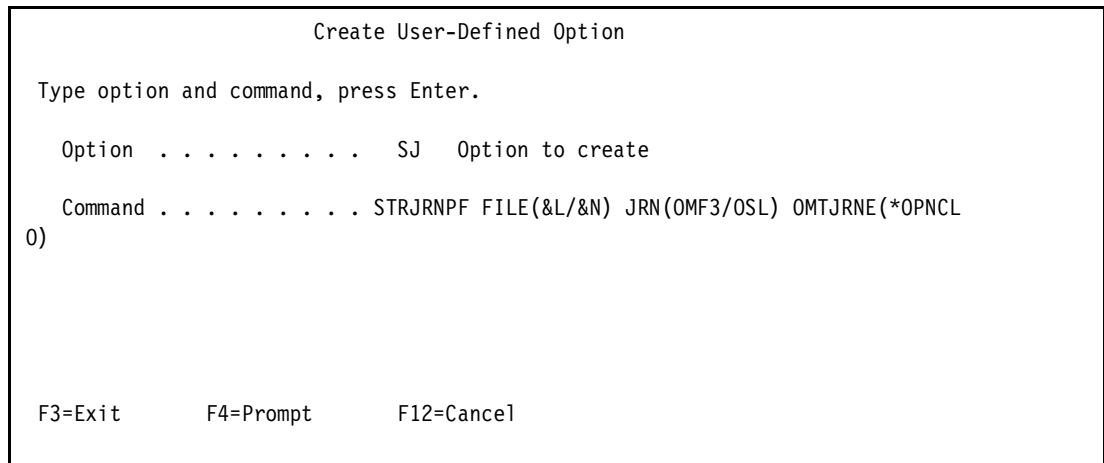 Create User-Defined Option
Type option and command, press Enter.
Option . . . . . . . . . SJ Option to create
Command . . . . . . . . . STRJRNPF FILE(&L/&N) JRN(OMF3/OSL) OMTJRNE(*OPNCL
O)
F3=Exit F4=Prompt F12=Cancel